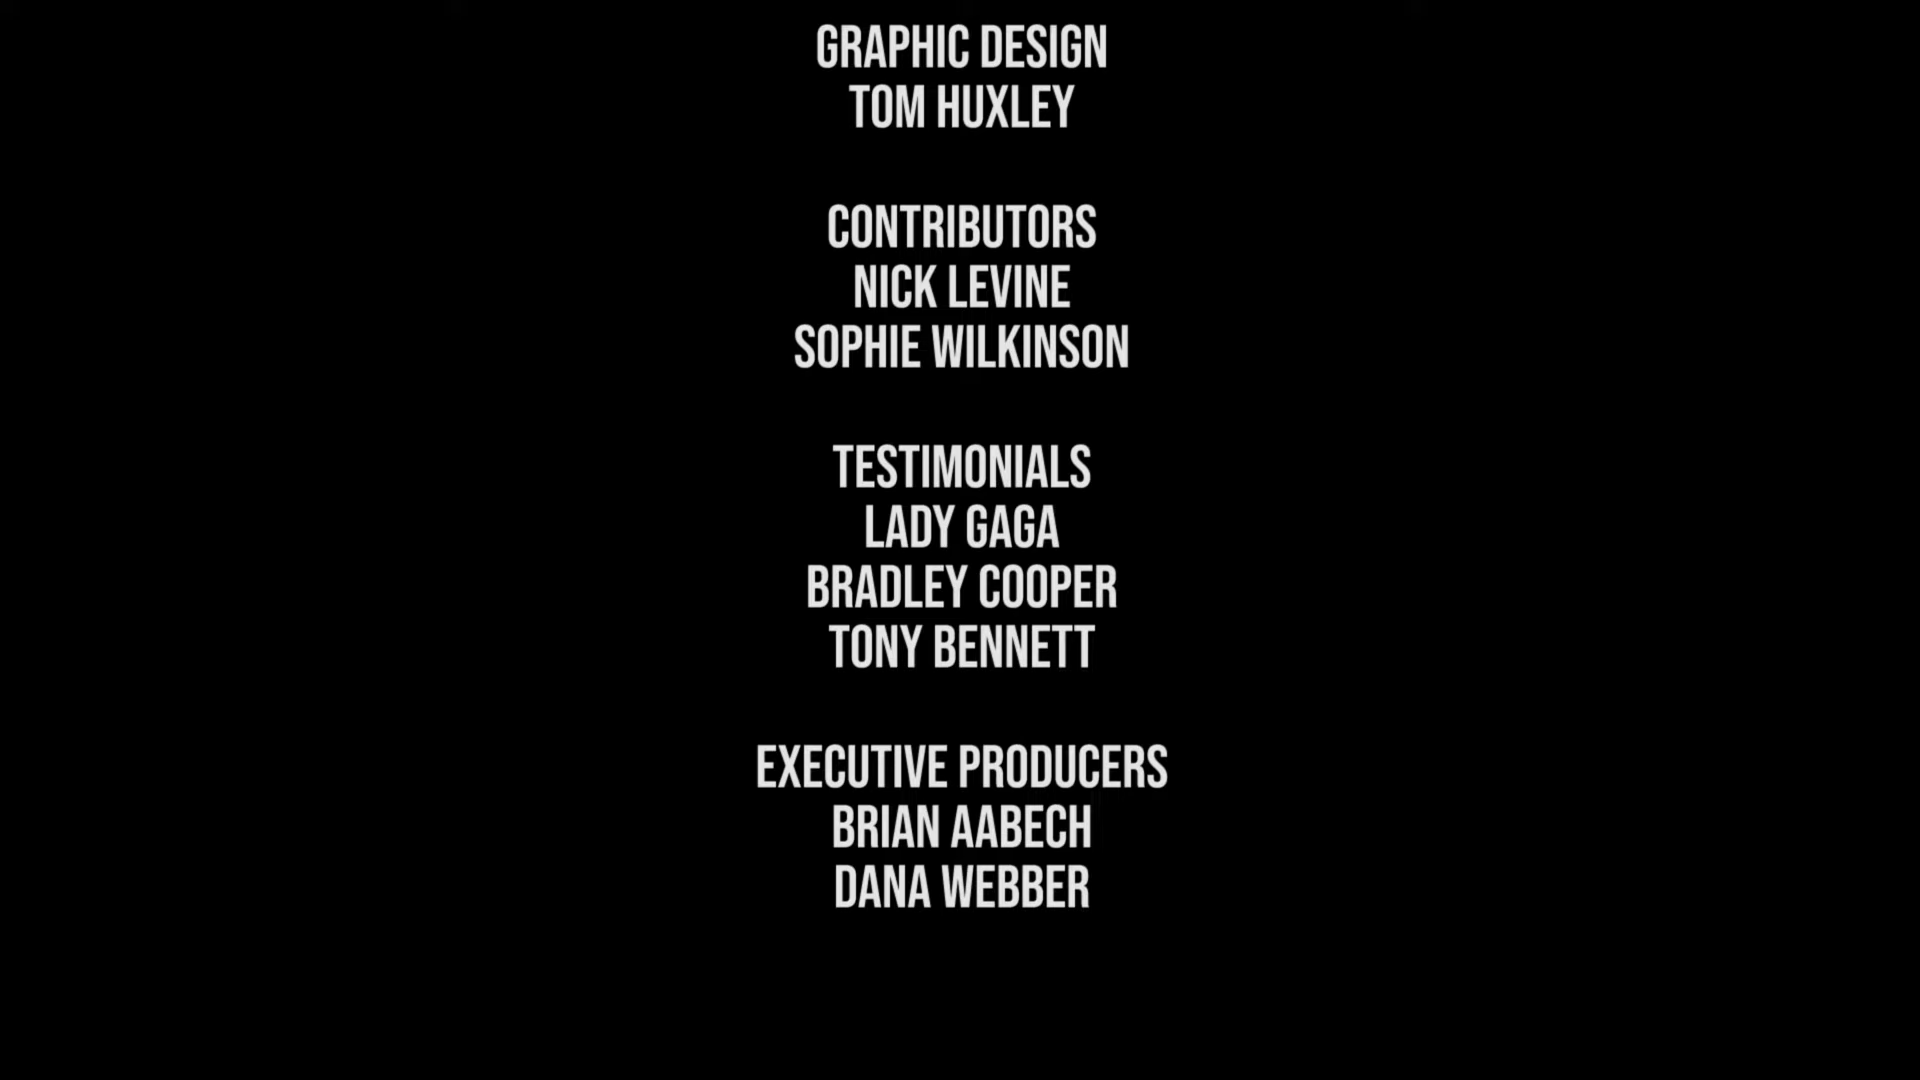 GRAPHIC DESIGN
TOM HUXLEY
CONTRIBUTORS
NICK LEVINE
SOPHIE WILKINSON
TESTIMONIALS
LADY GAGA
BRADLEY COOPER
TONY BENNETT
EXECUTIVE PRODUCERS
BRIAN AABECH
DANA WEBBER